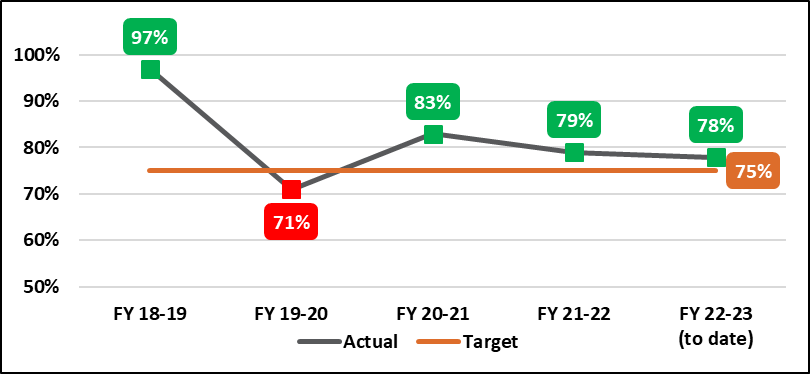 97%
100%
90%
83%
79%
78%
80%
75%
70%
71%
60%
50%
FY 18-19
FY 19-20
FY 20-21
FY 21-22
FY 22-23
(to date)
Actual
Target